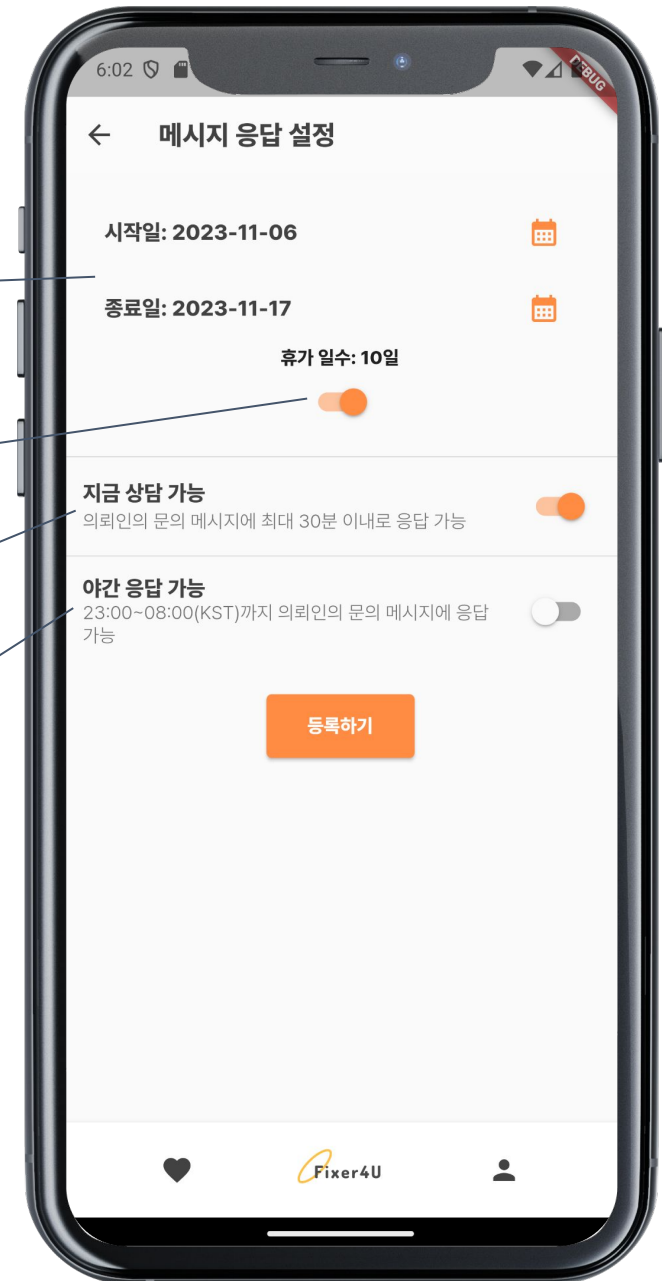 6:02
DEBUG
메시지 응답 설정
시작일: 2023-11-06
종료일: 2023-11-17
휴가 일수: 10일
지금 상담 가능
의뢰인의 문의 메시지에 최대 30분 이내로 응답 가능
야간 응답 가능
23:00~08:00(KST)까지 의뢰인의 문의 메시지에 응답
가능
등록하기
Fixer4U